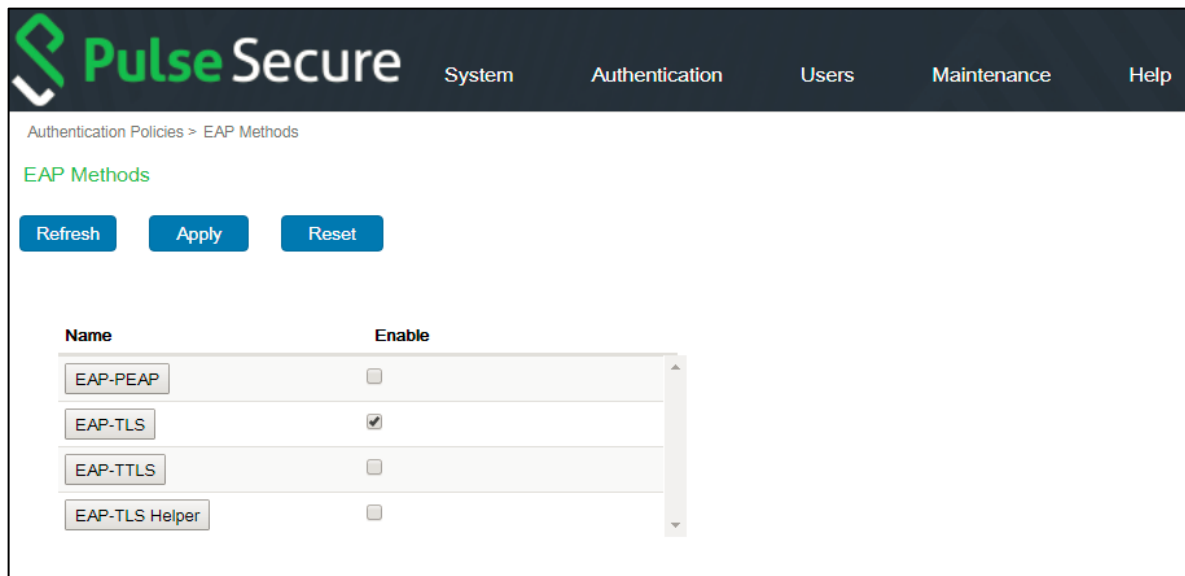 Pulse Secure System Authentication Users Maintenance Help
Authentication Policies > EAP Methods
EAP Methods
Refresh Apply Reset
Name Enable
EAP-PEAP
EAP-TLS
EAP-TTLS
EAP-TLS Helper